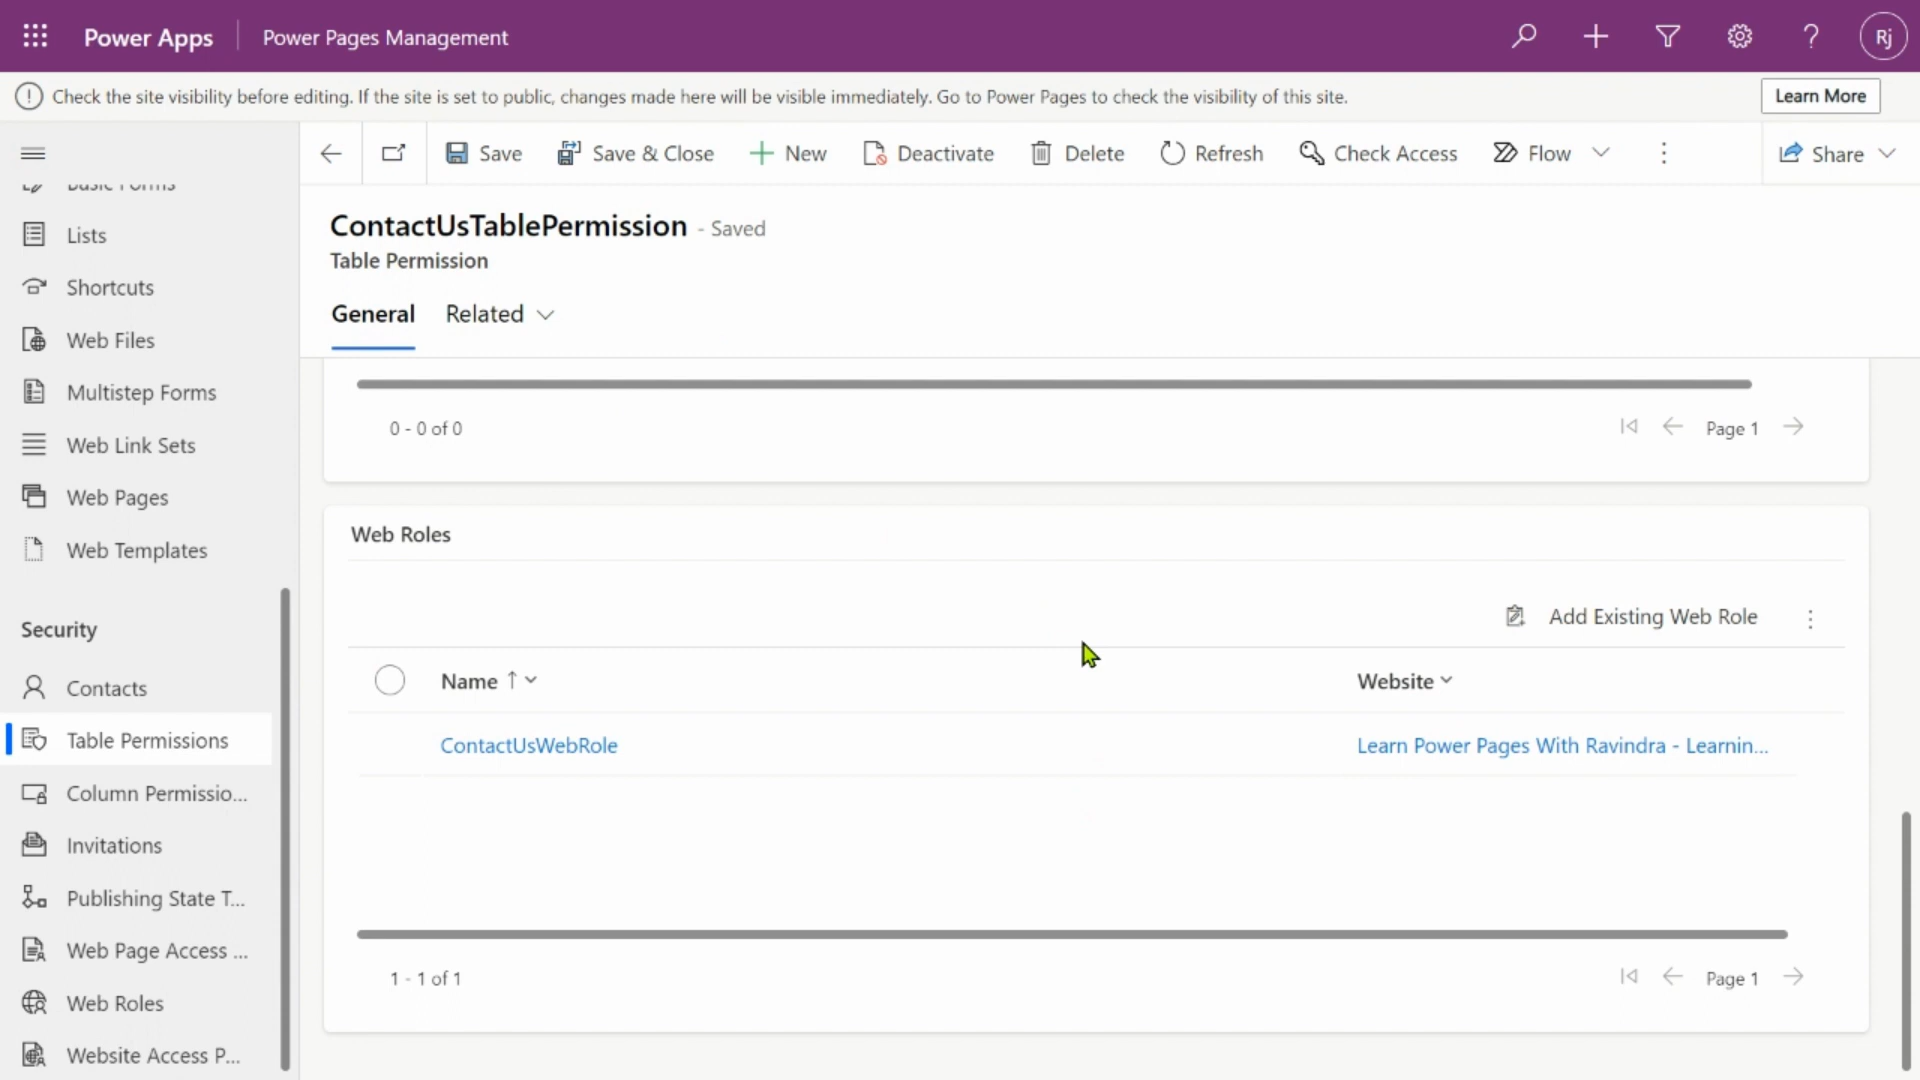 Power Apps
Power Pages Management
Rj
Check the site visibility before editing. If the site is set to public, changes made here will be visible immediately. Go to Power Pages to check the visibility of this site.
Learn More
Save
Save & Close
New
Deactivate
Delete
Refresh
Check Access
Flow
Share
Basic Forms
Lists
Shortcuts
Web Files
Multistep Forms
Web Link Sets
Web Pages
Web Templates
Security
Contacts
Table Permissions
Column Permissio...
Invitations
Publishing State T...
Web Page Access ...
Web Roles
Website Access P...
ContactUsTablePermission - Saved
Table Permission
General
Related
0 - 0 of 0
Page 1
Web Roles
Add Existing Web Role
Name
Website
ContactUsWebRole
Learn Power Pages With Ravindra - Learnin...
1 - 1 of 1
Page 1